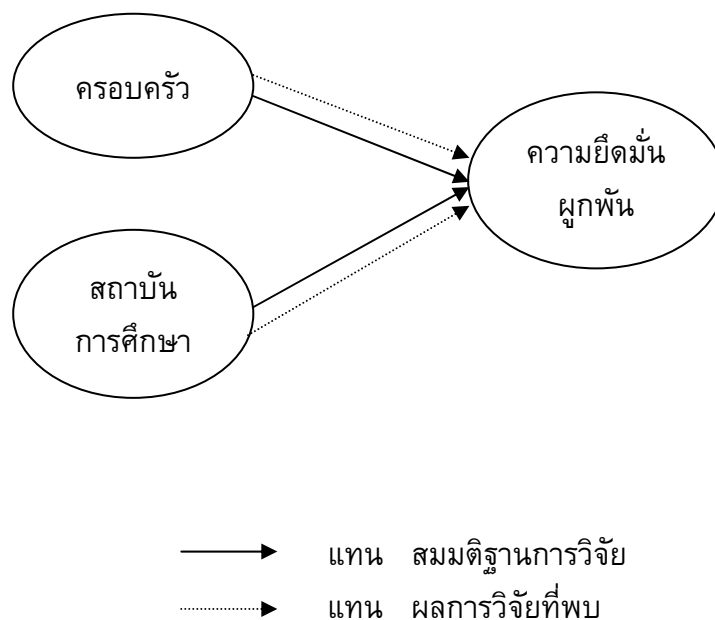 ครอบครัว
ความยึดมั่น
ผูกพัน
สถาบัน
การศึกษา
แทน สมมติฐานการวิจัย
แทน ผลการวิจัยที่พบ